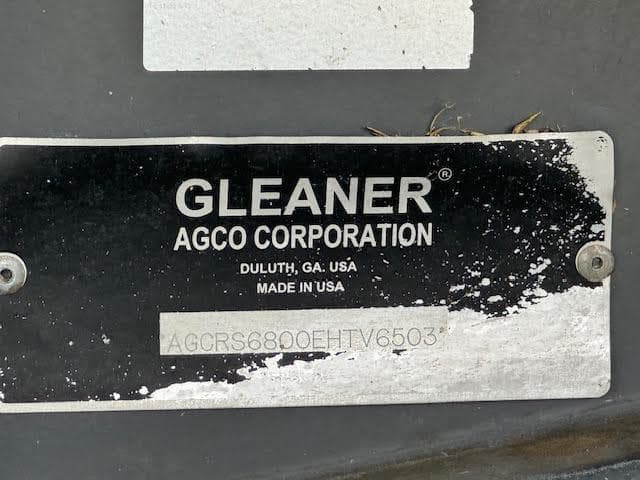 GLEANER®
AGCO CORPORATION
DULUTH, GA. USA
MADE IN USA
*AGCRS6800EHTV6503*